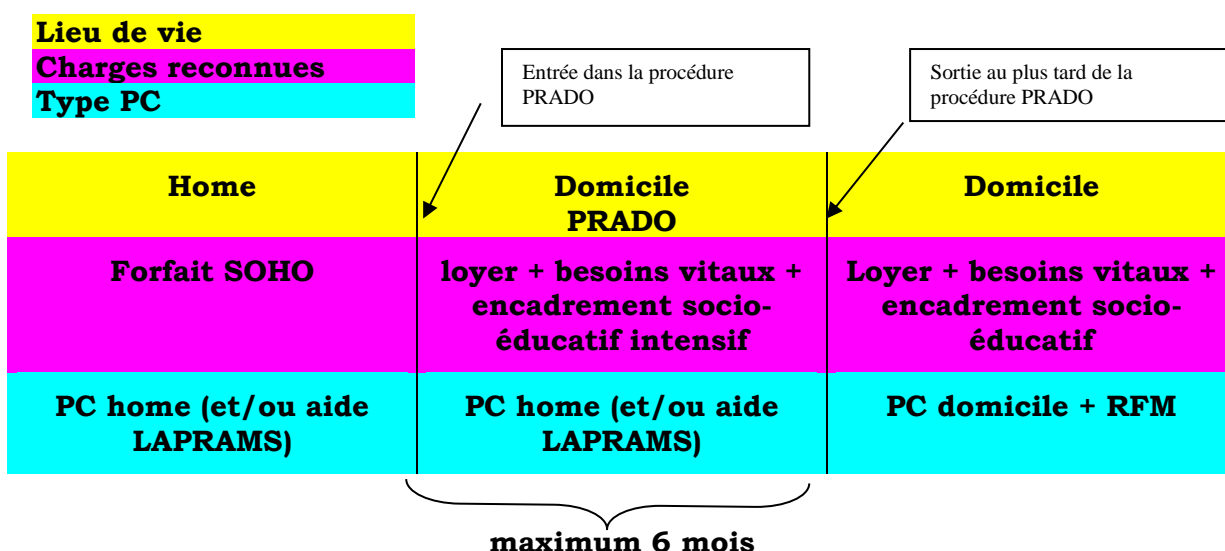 Lieu de vie
Charges reconnues
Type PC
Entrée dans la procédure
PRADO
Sortie au plus tard de la
procédure PRADO
Home
Domicile
PRADO
Domicile
Forfait SOHO
loyer + besoins vitaux +
encadrement socio-
éducatif intensif
Loyer + besoins vitaux +
encadrement socio-
éducatif
PC home (et/ou aide
LAPRAMS)
PC home (et/ou aide
LAPRAMS)
PC domicile + RFM
maximum 6 mois